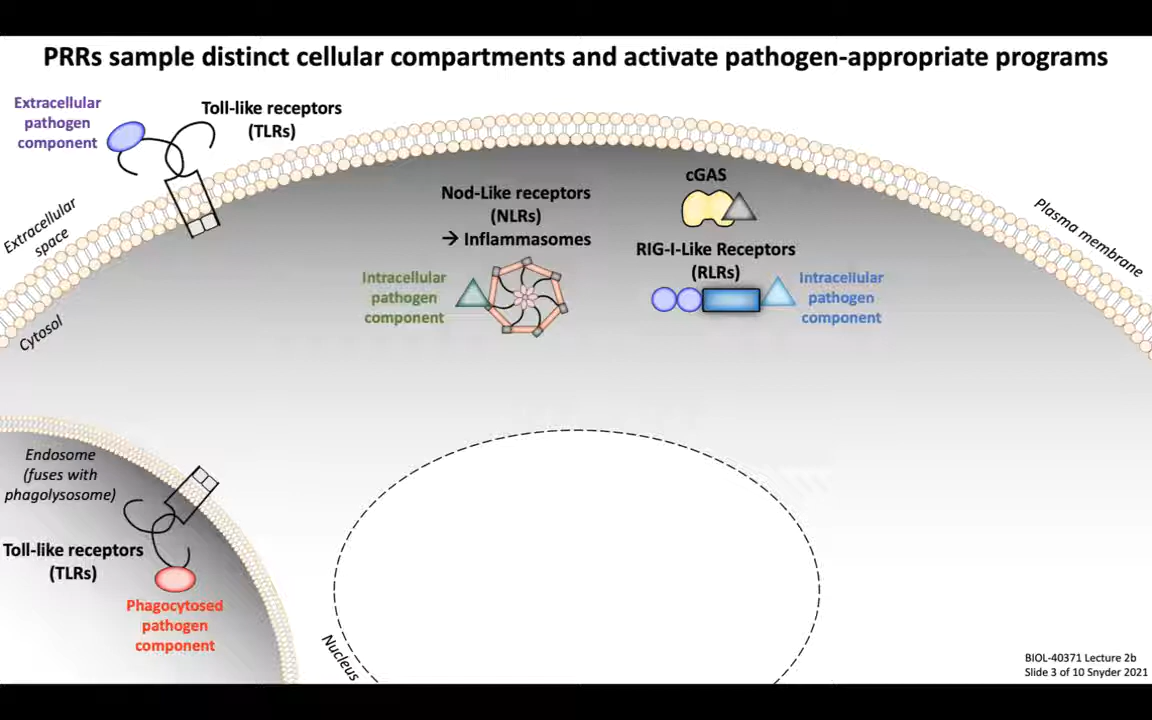 PRRs sample distinct cellular compartments and activate pathogen-appropriate programs
Extracellular
pathogen
component
Toll-like receptors
(TLRs)
Extracellular
space
Cytosol
Nod-Like receptors
(NLRs)
→ Inflammasomes
Intracellular
pathogen
component
cGAS
RIG-I-Like Receptors
(RLRs)
Intracellular
pathogen
component
Plasma membrane
Endosome
(fuses with
phagolysosome)
Toll-like receptors
(TLRs)
Phagocytosed
pathogen
component
Nucleus
BIOL-40371 Lecture 2b
Slide 3 of 10 Snyder 2021